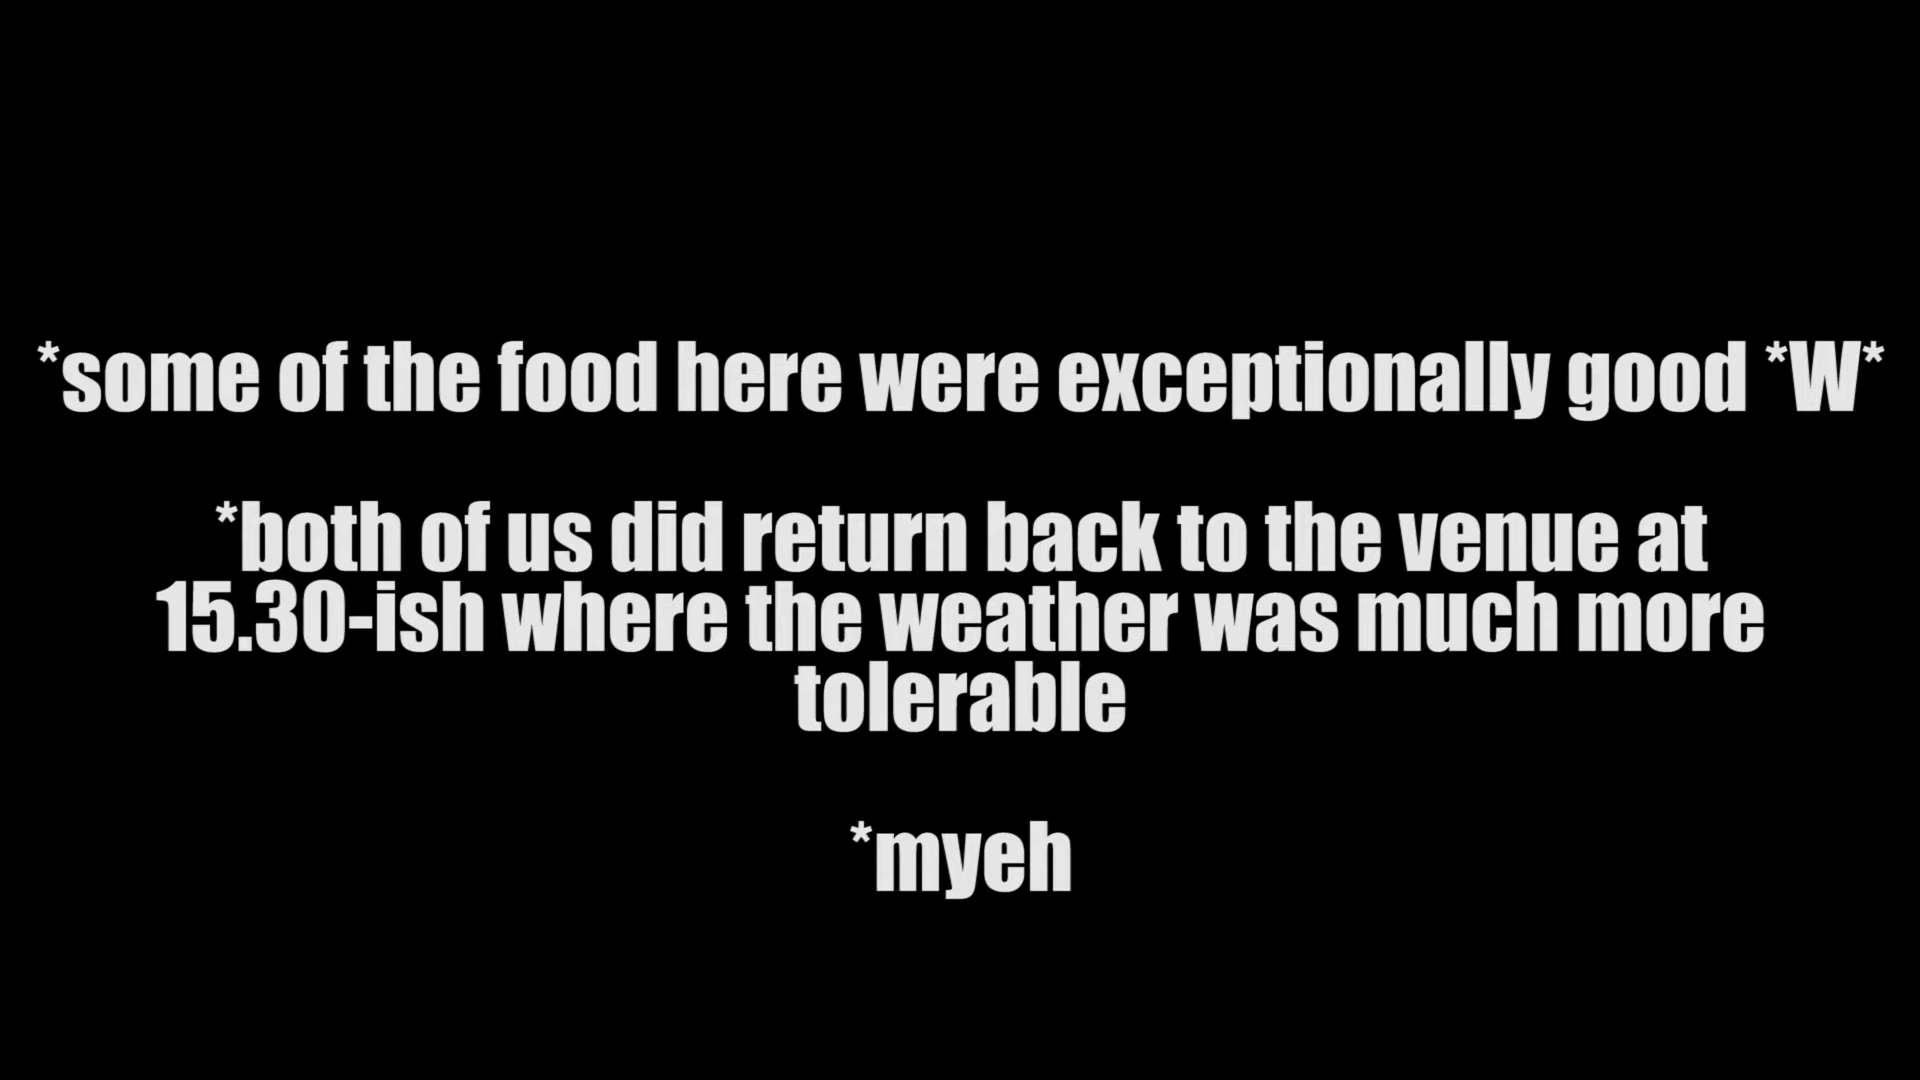 *some of the food here were exceptionally good *W*
*both of us did return back to the venue at
15.30-ish where the weather was much more
tolerable
*myeh